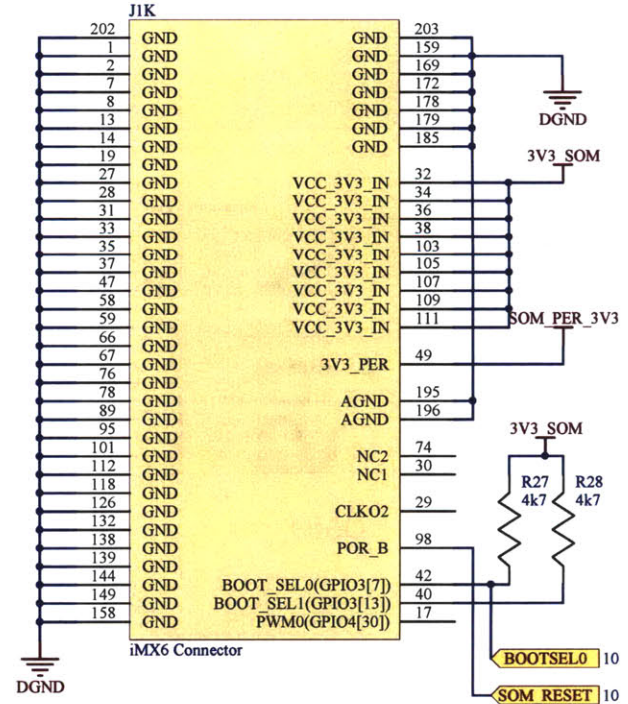 J1K
202 GND GND 203
1 GND GND 159
2 GND GND 169
7 GND GND 172
8 GND GND 178
13 GND GND 179
14 GND GND 185
DGND
19 GND
3V3_SOM
27 GND VCC_3V3_IN 32
28 GND VCC_3V3_IN 34
31 GND VCC_3V3_IN 36
33 GND VCC_3V3_IN 38
35 GND VCC_3V3_IN 103
37 GND VCC_3V3_IN 105
47 GND VCC_3V3_IN 107
58 GND VCC_3V3_IN 109
59 GND VCC_3V3_IN 111
SOM_PER_3V3
66 GND
67 GND 3V3_PER 49
76 GND
78 GND AGND 195
89 GND AGND 196
95 GND
3V3_SOM
101 GND NC2 74
112 GND NC1 30
R27 R28
4k7 4k7
118 GND
126 GND CLKO2 29
132 GND
138 GND POR_B 98
139 GND
144 GND BOOT_SEL0(GPIO3[7]) 42
149 GND BOOT_SEL1(GPIO3[13]) 40
158 GND PWM0(GPIO4[30]) 17
iMX6 Connector
BOOTSEL0 10
DGND
SOM_RESET 10